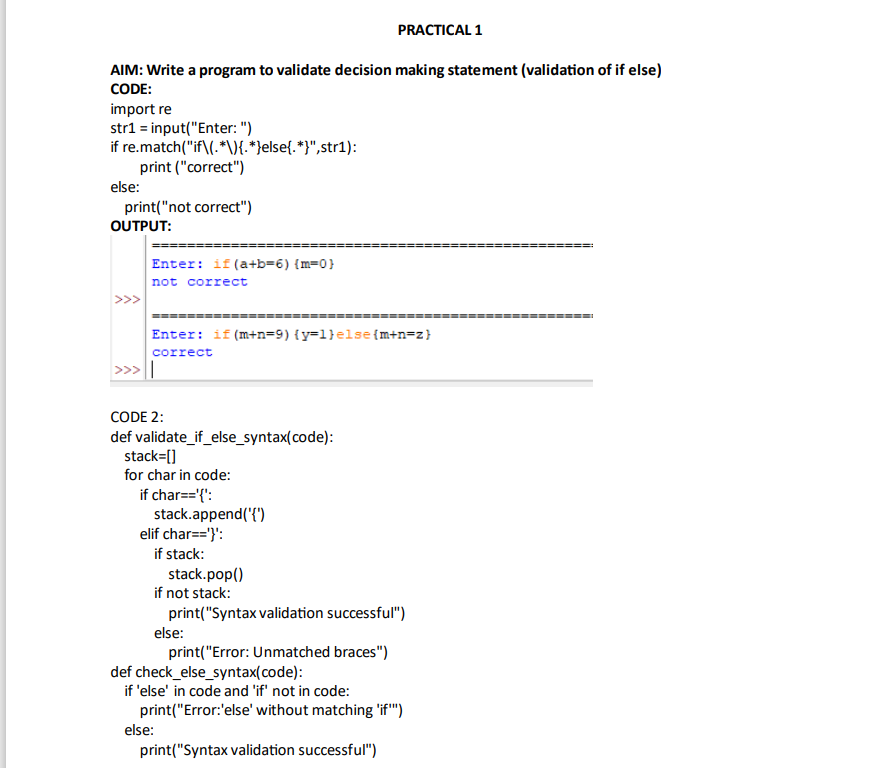 PRACTICAL 1
AIM: Write a program to validate decision making statement (validation of if else)
CODE:
import re
str1 = input("Enter: ")
if re.match("if\(.*\){.*}else{.*}",str1):
print ("correct")
else:
print("not correct")
OUTPUT:
=====================================================
Enter: if(a+b=6){m=0}
not correct
>>>
=====================================================
Enter: if(m+n=9){y=1}else{m+n=z}
correct
>>>
CODE 2:
def validate_if_else_syntax(code):
stack=[]
for char in code:
if char=='{':
stack.append('{')
elif char=='}':
if stack:
stack.pop()
if not stack:
print("Syntax validation successful")
else:
print("Error: Unmatched braces")
def check_else_syntax(code):
if 'else' in code and 'if' not in code:
print("Error:'else' without matching 'if'")
else:
print("Syntax validation successful")